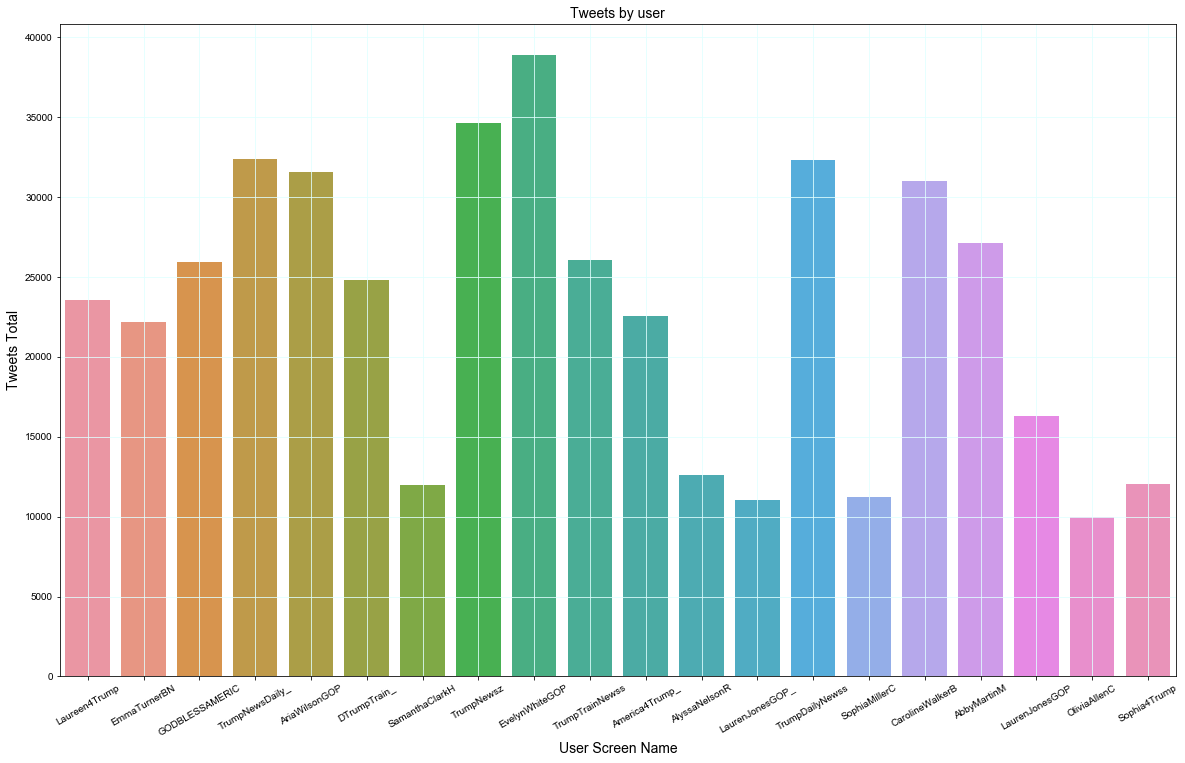 Tweets by user
40000
35000
30000
25000
20000
15000
10000
5000
0
Tweets Total
Laureen4Trump
EmmaTurnerBN
GODBLESSAMERIC
TrumpNewsDaily_
AriaWilsonGOP
DTrumpTrain_
SamanthaClarkH
TrumpNewsz
EvelynWhiteGOP
TrumpTrainNewss
America4Trump_
AlyssaNelsonR
LaurenJonesGOP_
TrumpDailyNewss
SophiaMillerC
CarolineWalkerB
AbbyMartinM
LaurenJonesGOP
OliviaAllenC
Sophia4Trump
User Screen Name